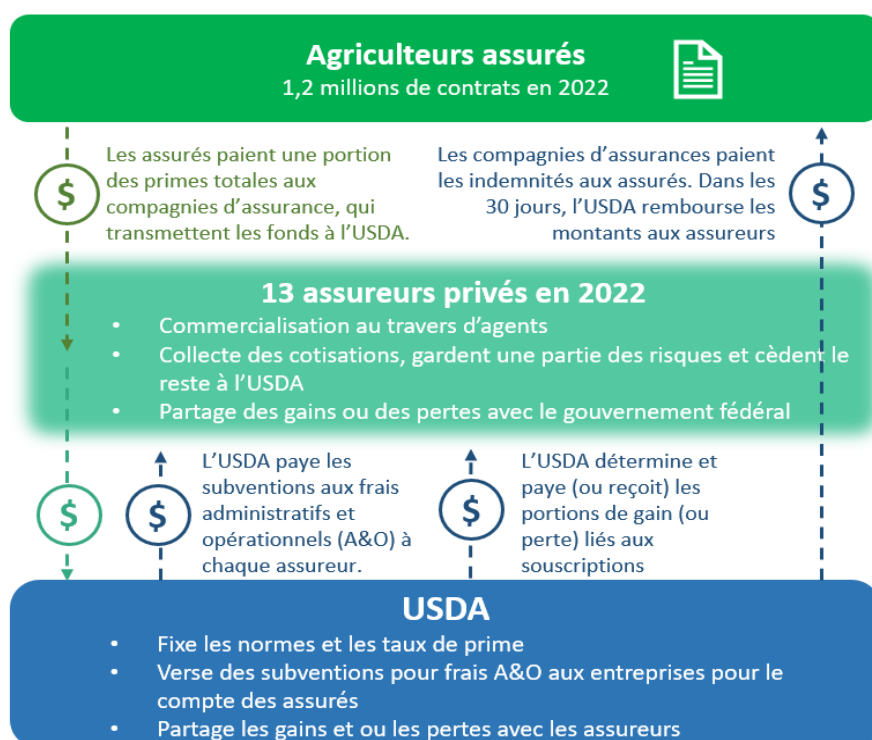 Agriculteurs assurés
1,2 millions de contrats en 2022
$
Les assurés paient une portion
des primes totales aux
compagnies d'assurance, qui
transmettent les fonds à l'USDA.
Les compagnies d'assurances paient
les indemnités aux assurés. Dans les
30 jours, l'USDA rembourse les
montants aux assureurs
$
13 assureurs privés en 2022
• Commercialisation au travers d'agents
• Collecte des cotisations, gardent une partie des risques et cèdent le
reste à l'USDA
• Partage des gains ou des pertes avec le gouvernement fédéral
$
$
L'USDA paye les
subventions aux frais
administratifs et
opérationnels (A&O) à
chaque assureur.
$
L'USDA détermine et
paye (ou reçoit) les
portions de gain (ou
perte) liés aux
souscriptions
USDA
• Fixe les normes et les taux de prime
• Verse des subventions pour frais A&O aux entreprises pour le
compte des assurés
• Partage les gains et ou les pertes avec les assureurs